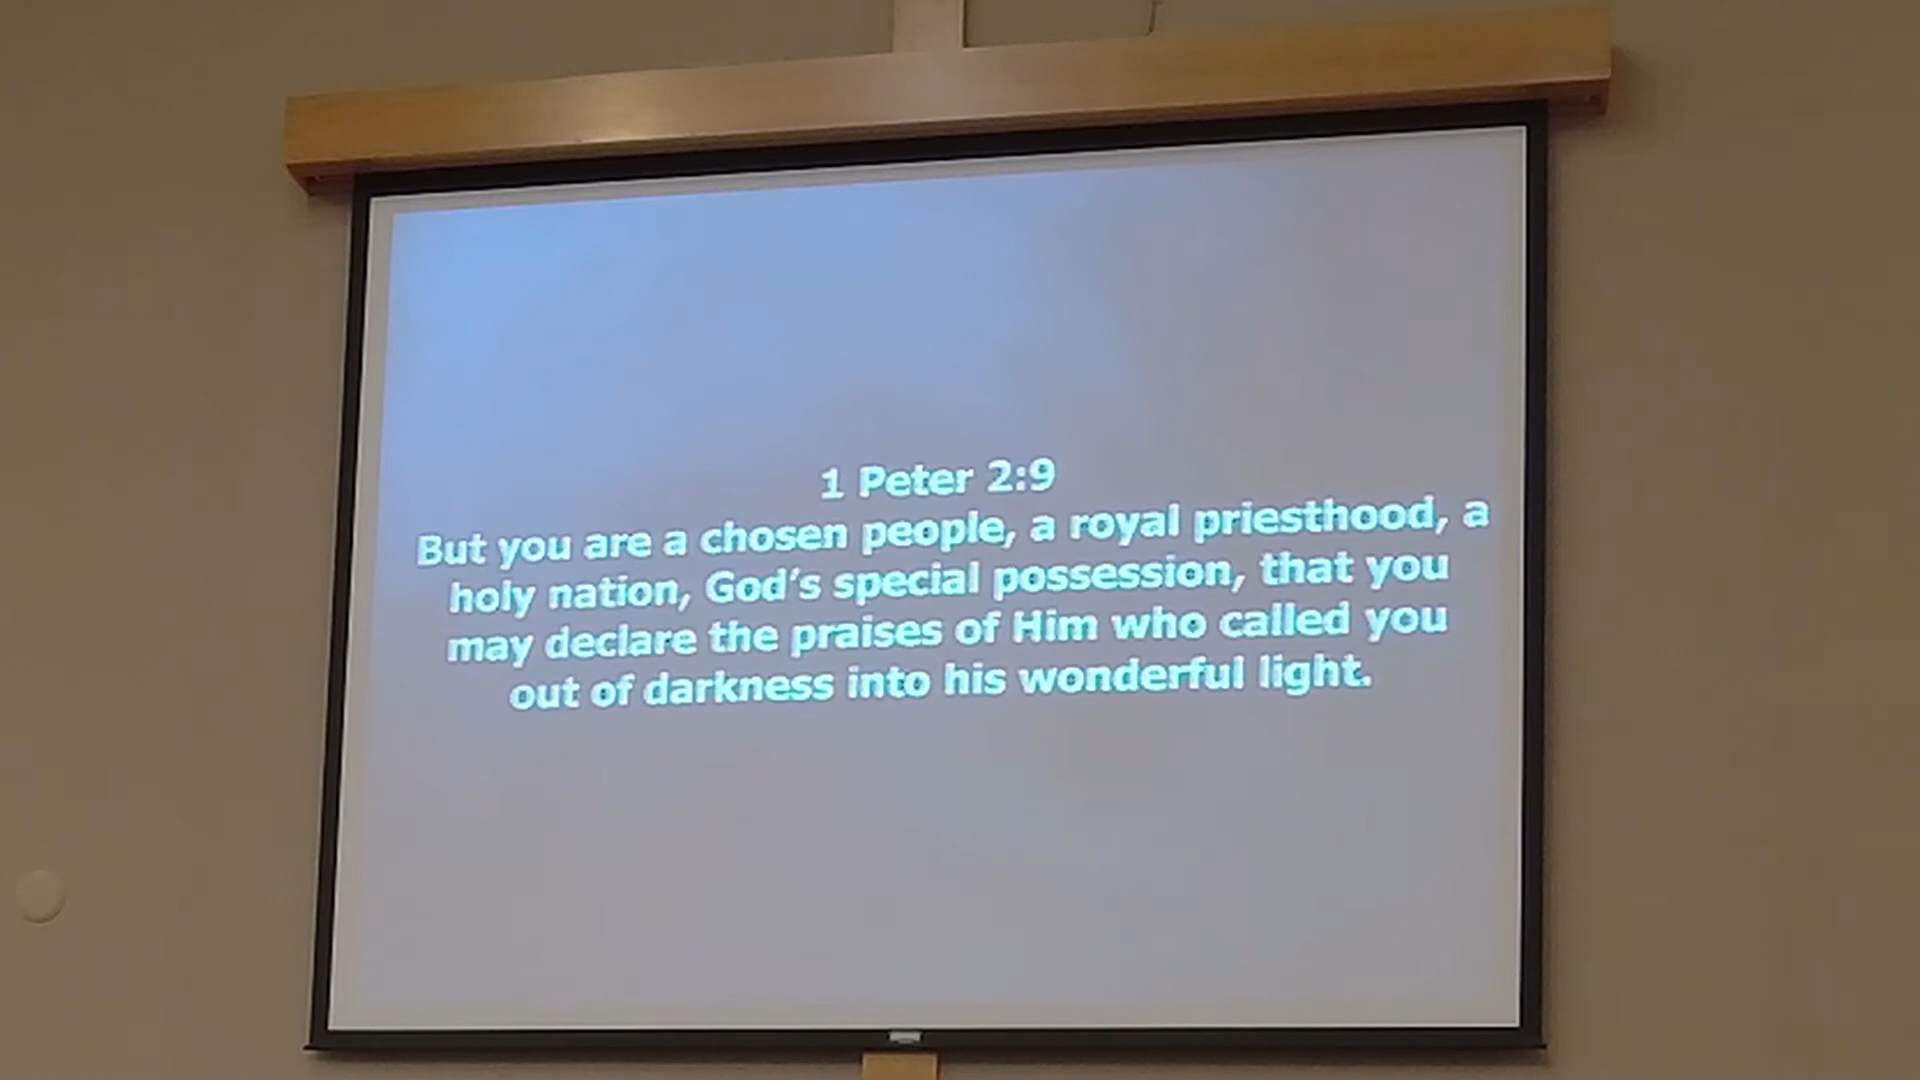 1 Peter 2:9
But you are a chosen people, a royal priesthood, a
holy nation, God's special possession, that you
may declare the praises of Him who called you
out of darkness into his wonderful light.